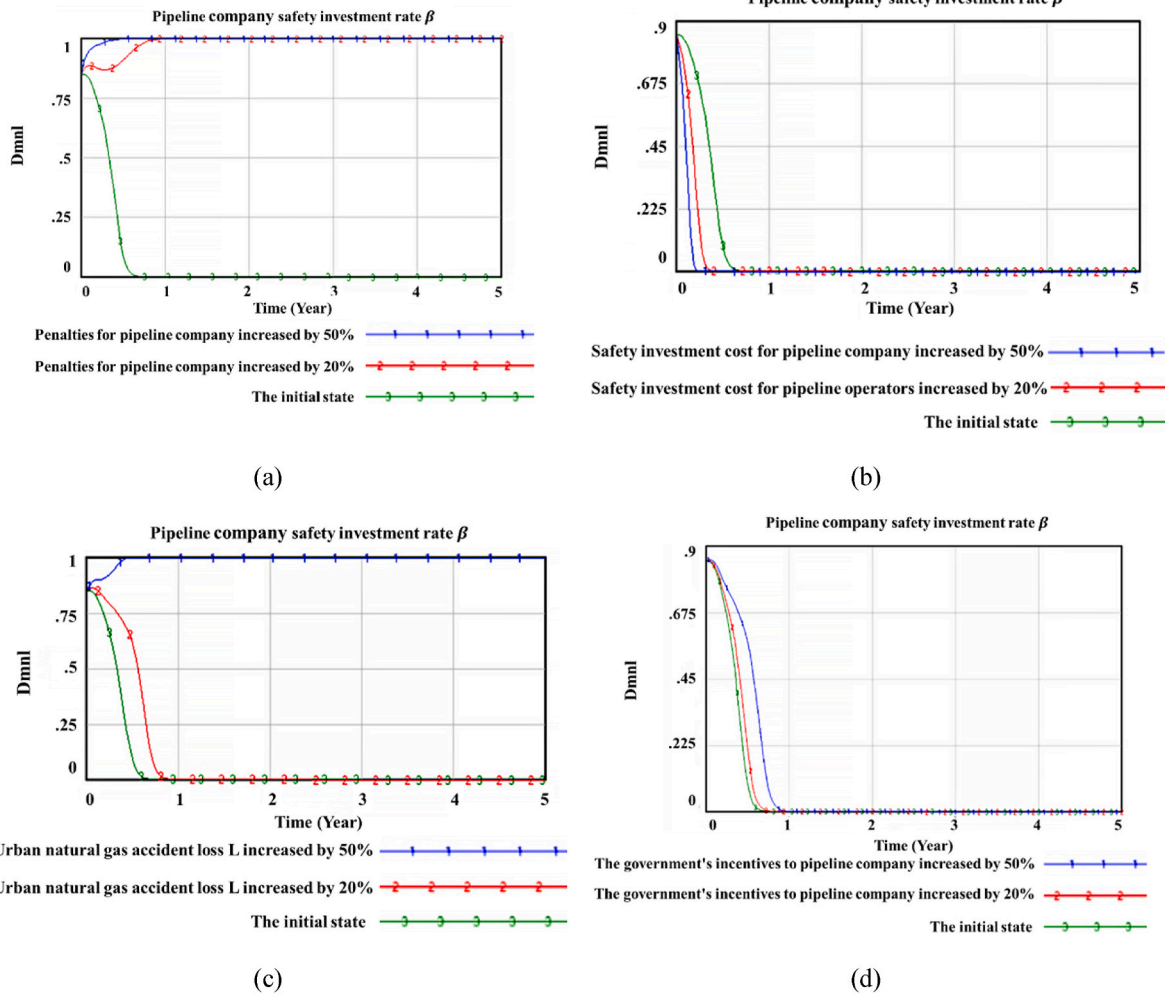 Pipeline company safety investment rate β
1
.75
.5
.25
0
Dmnl
0 1 2 3 4 5
Time (Year)
Penalties for pipeline company increased by 50%
Penalties for pipeline company increased by 20%
The initial state
(a)
Pipeline company safety investment rate β
.9
.675
.45
.225
0
Dmnl
0 1 2 3 4 5
Time (Year)
Safety investment cost for pipeline company increased by 50%
Safety investment cost for pipeline operators increased by 20%
The initial state
(b)
Pipeline company safety investment rate β
1
.75
.5
.25
0
Dmnl
0 1 2 3 4 5
Time (Year)
Urban natural gas accident loss L increased by 50%
Urban natural gas accident loss L increased by 20%
The initial state
(c)
Pipeline company safety investment rate β
.9
.675
.45
.225
0
Dmnl
0 1 2 3 4 5
Time (Year)
The government's incentives to pipeline company increased by 50%
The government's incentives to pipeline company increased by 20%
The initial state
(d)